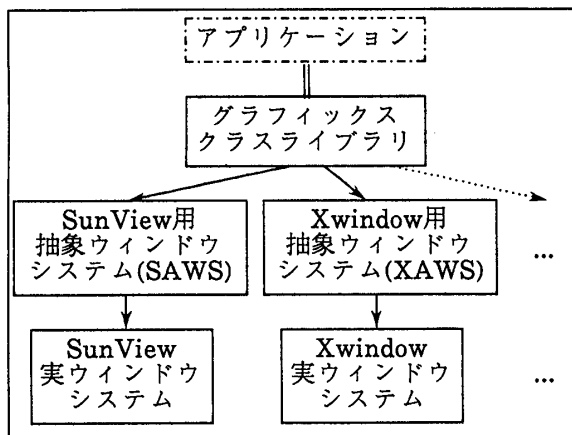 アプリケーション
グラフィックス
クラスライブラリ
SunView用
抽象ウィンドウ
システム(SAWS)
Xwindow用
抽象ウィンドウ
システム(XAWS)
...
SunView
実ウィンドウ
システム
Xwindow
実ウィンドウ
システム
...